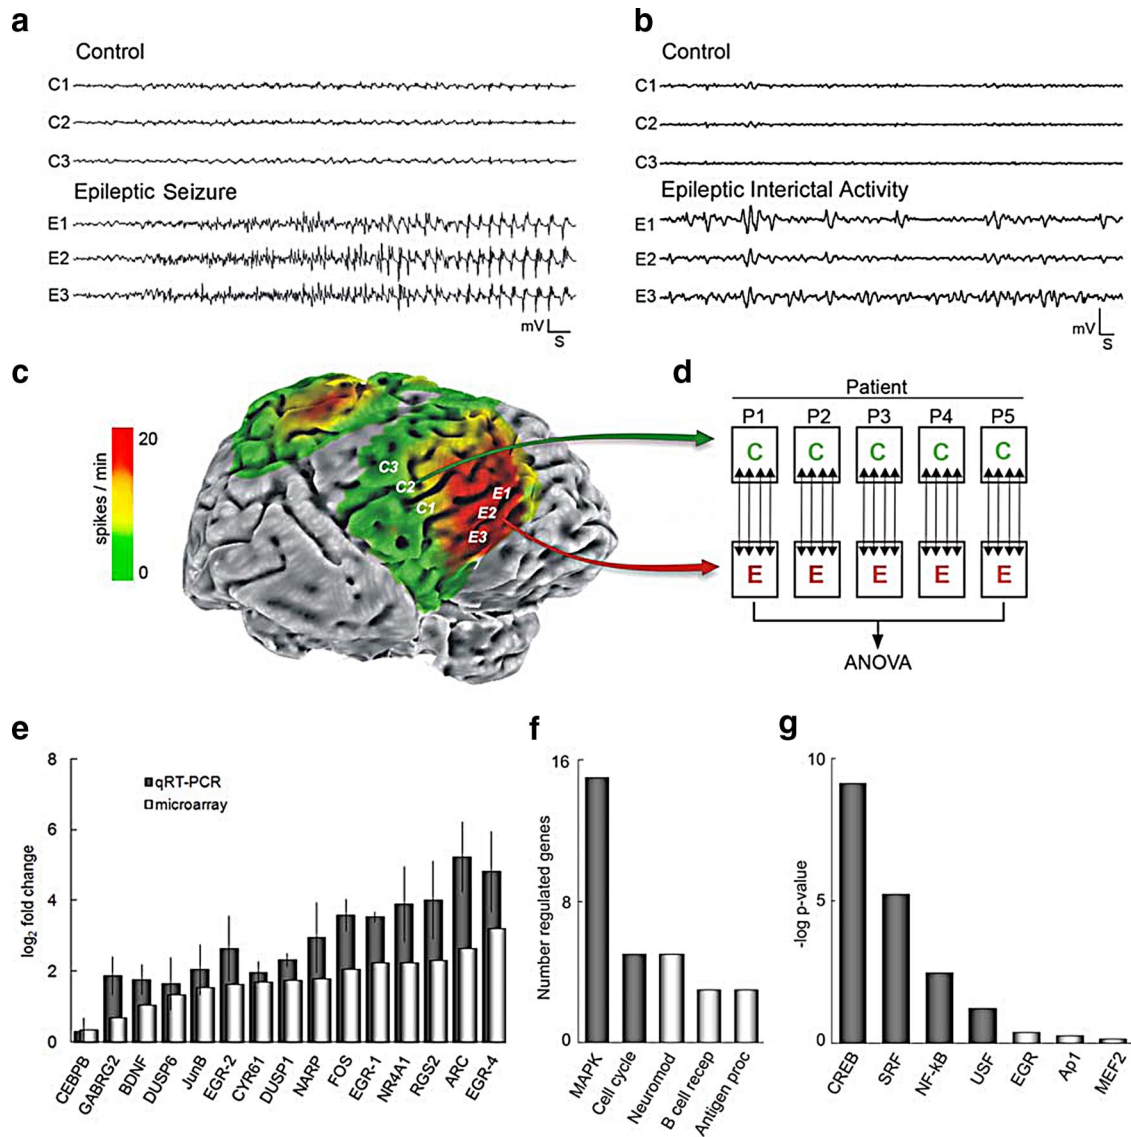 a
Control
C1
C2
C3
Epileptic Seizure
E1
E2
E3
mV
S
b
Control
C1
C2
C3
Epileptic Interictal Activity
E1
E2
E3
mV
S
c
20
spikes / min
0
C3
C2
C1
E1
E2
E3
d
Patient
P1 P2 P3 P4 P5
C C C C C
E E E E E
ANOVA
e
8
6
4
2
0
log2 fold change
qRT-PCR
microarray
CEBPB
GABRG2
BDNF
DUSP6
JunB
EGR-2
CYR61
DUSP1
NARP
FOS
EGR-1
NR4A1
RGS2
ARC
EGR-4
f
16
8
0
Number regulated genes
MAPK
Cell cycle
Neuromod
B cell recep
Antigen proc
g
10
5
0
-log p-value
CREB
SRF
NF-kB
USF
EGR
Ap1
MEF2